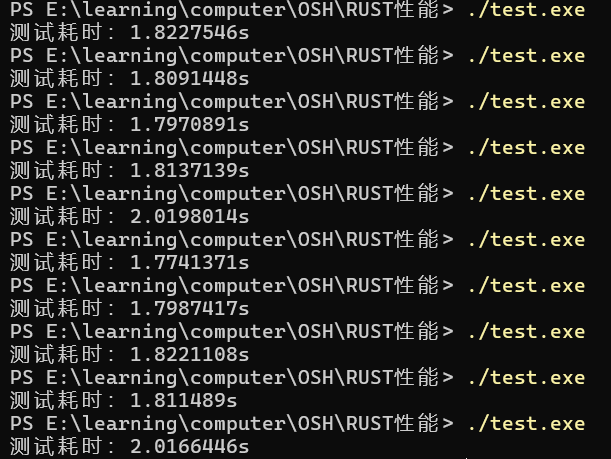 PS E:\learning\computer\OSH\RUST性能> ./test.exe
测试耗时: 1.8227546s
PS E:\learning\computer\OSH\RUST性能> ./test.exe
测试耗时: 1.8091448s
PS E:\learning\computer\OSH\RUST性能> ./test.exe
测试耗时: 1.7970891s
PS E:\learning\computer\OSH\RUST性能> ./test.exe
测试耗时: 1.8137139s
PS E:\learning\computer\OSH\RUST性能> ./test.exe
测试耗时: 2.0198014s
PS E:\learning\computer\OSH\RUST性能> ./test.exe
测试耗时: 1.7741371s
PS E:\learning\computer\OSH\RUST性能> ./test.exe
测试耗时: 1.7987417s
PS E:\learning\computer\OSH\RUST性能> ./test.exe
测试耗时: 1.8221108s
PS E:\learning\computer\OSH\RUST性能> ./test.exe
测试耗时: 1.811489s
PS E:\learning\computer\OSH\RUST性能> ./test.exe
测试耗时: 2.0166446s